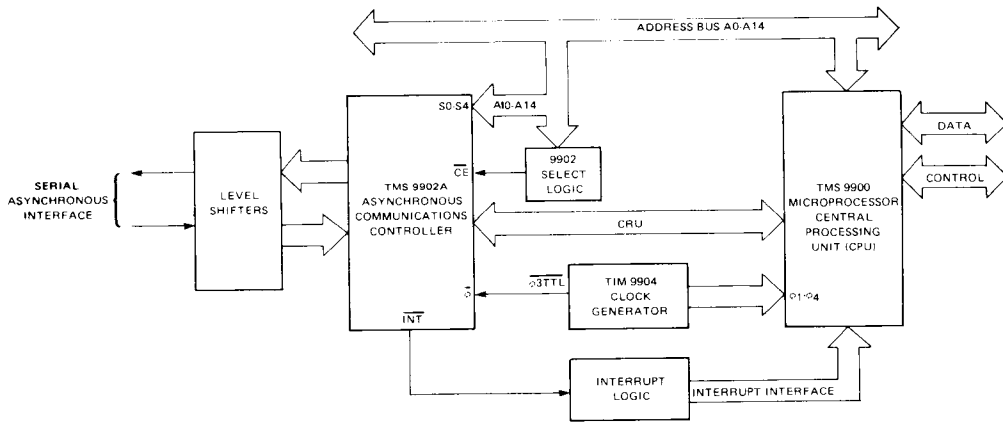 ADDRESS BUS A0-A14
S0-S4
A10-A14
DATA
9902
SELECT
LOGIC
CE
CONTROL
SERIAL
ASYNCHRONOUS
INTERFACE
LEVEL
SHIFTERS
TMS 9902A
ASYNCHRONOUS
COMMUNICATIONS
CONTROLLER
TMS 9900
MICROPROCESSOR
CENTRAL
PROCESSING
UNIT (CPU)
CRU
φ
φ3TTL
TIM 9904
CLOCK
GENERATOR
φ1-φ4
INT
INTERRUPT
LOGIC
INTERRUPT INTERFACE